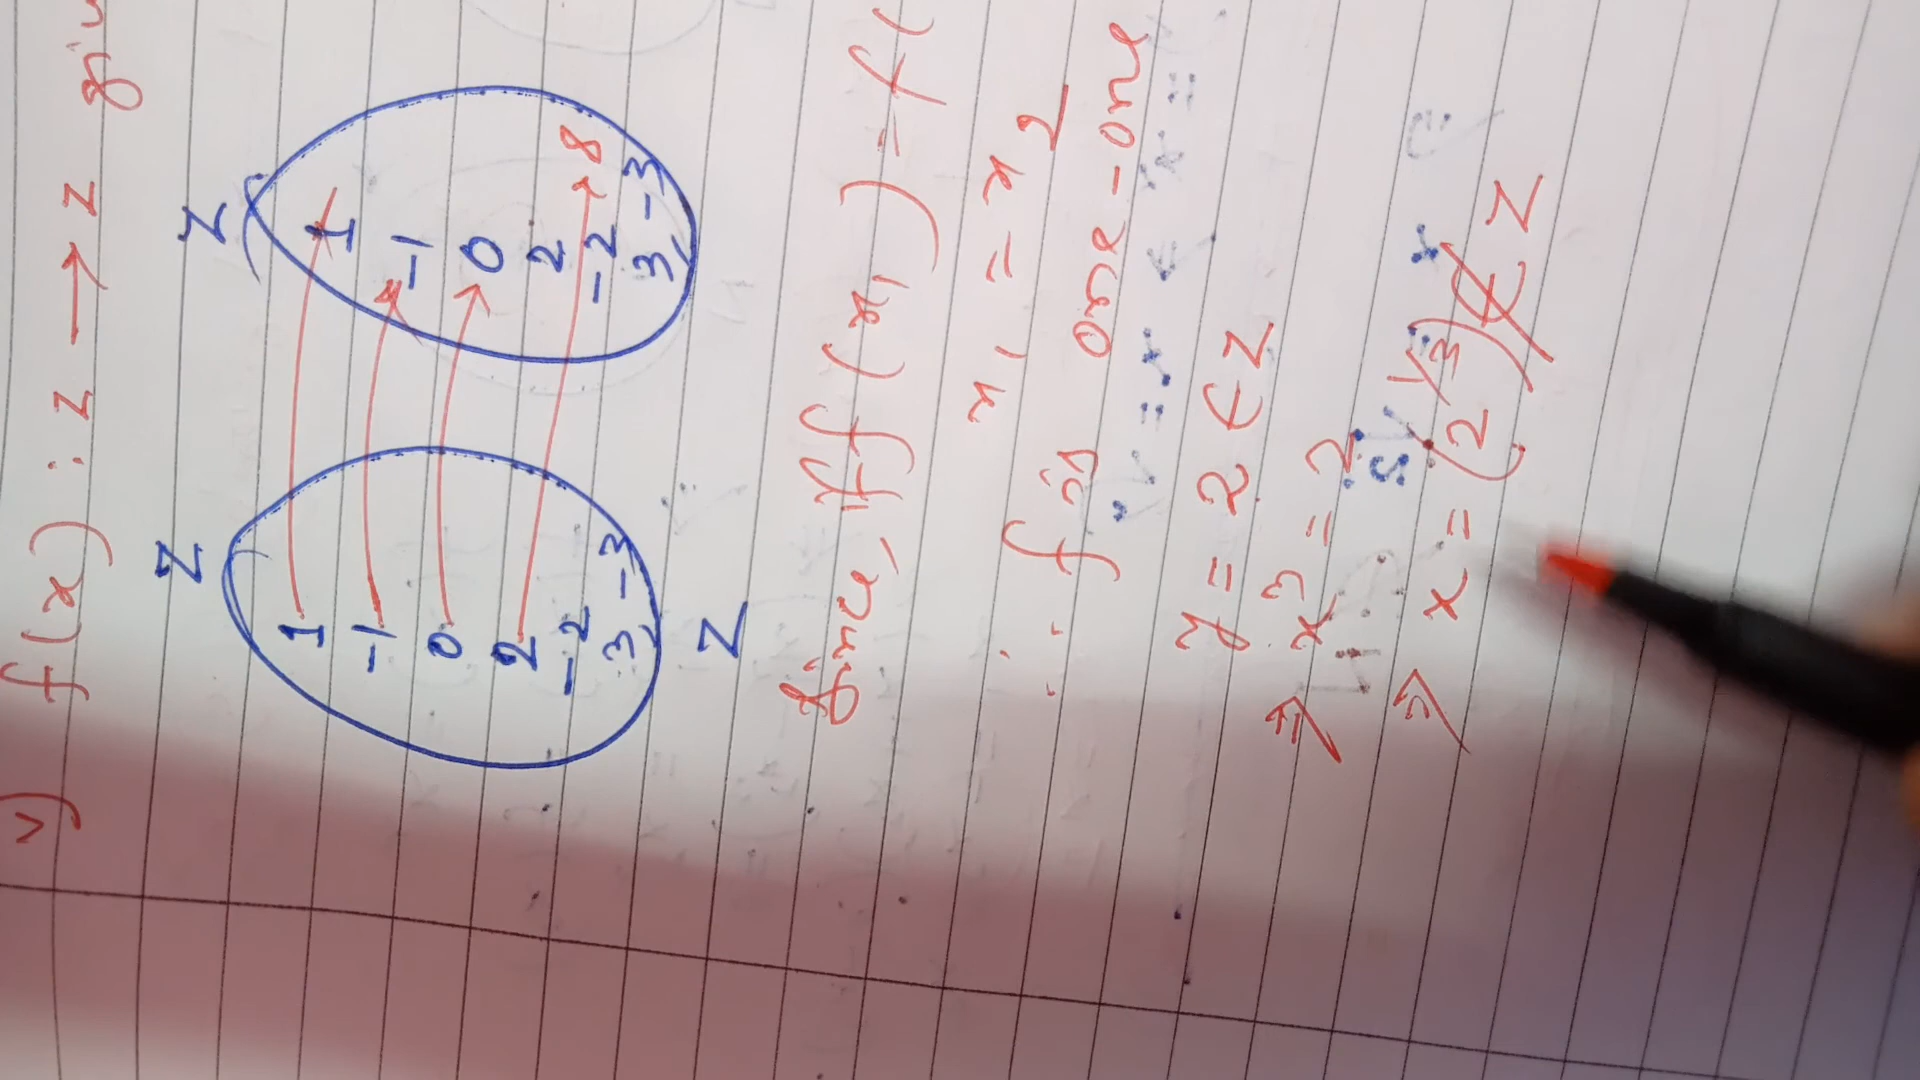 v) f(x) : Z → Z giv
Z Z
1 1
-1 -1
0 0
2 2
-2 -2 8
3, -3 3, -3
Z
Since, iff f(x₁) = f(
x₁ = x₂
∴ f is one-one
y = 2 ∈ Z
⇒ x³ = 2
⇒ x = (2^1/3) ∉ Z